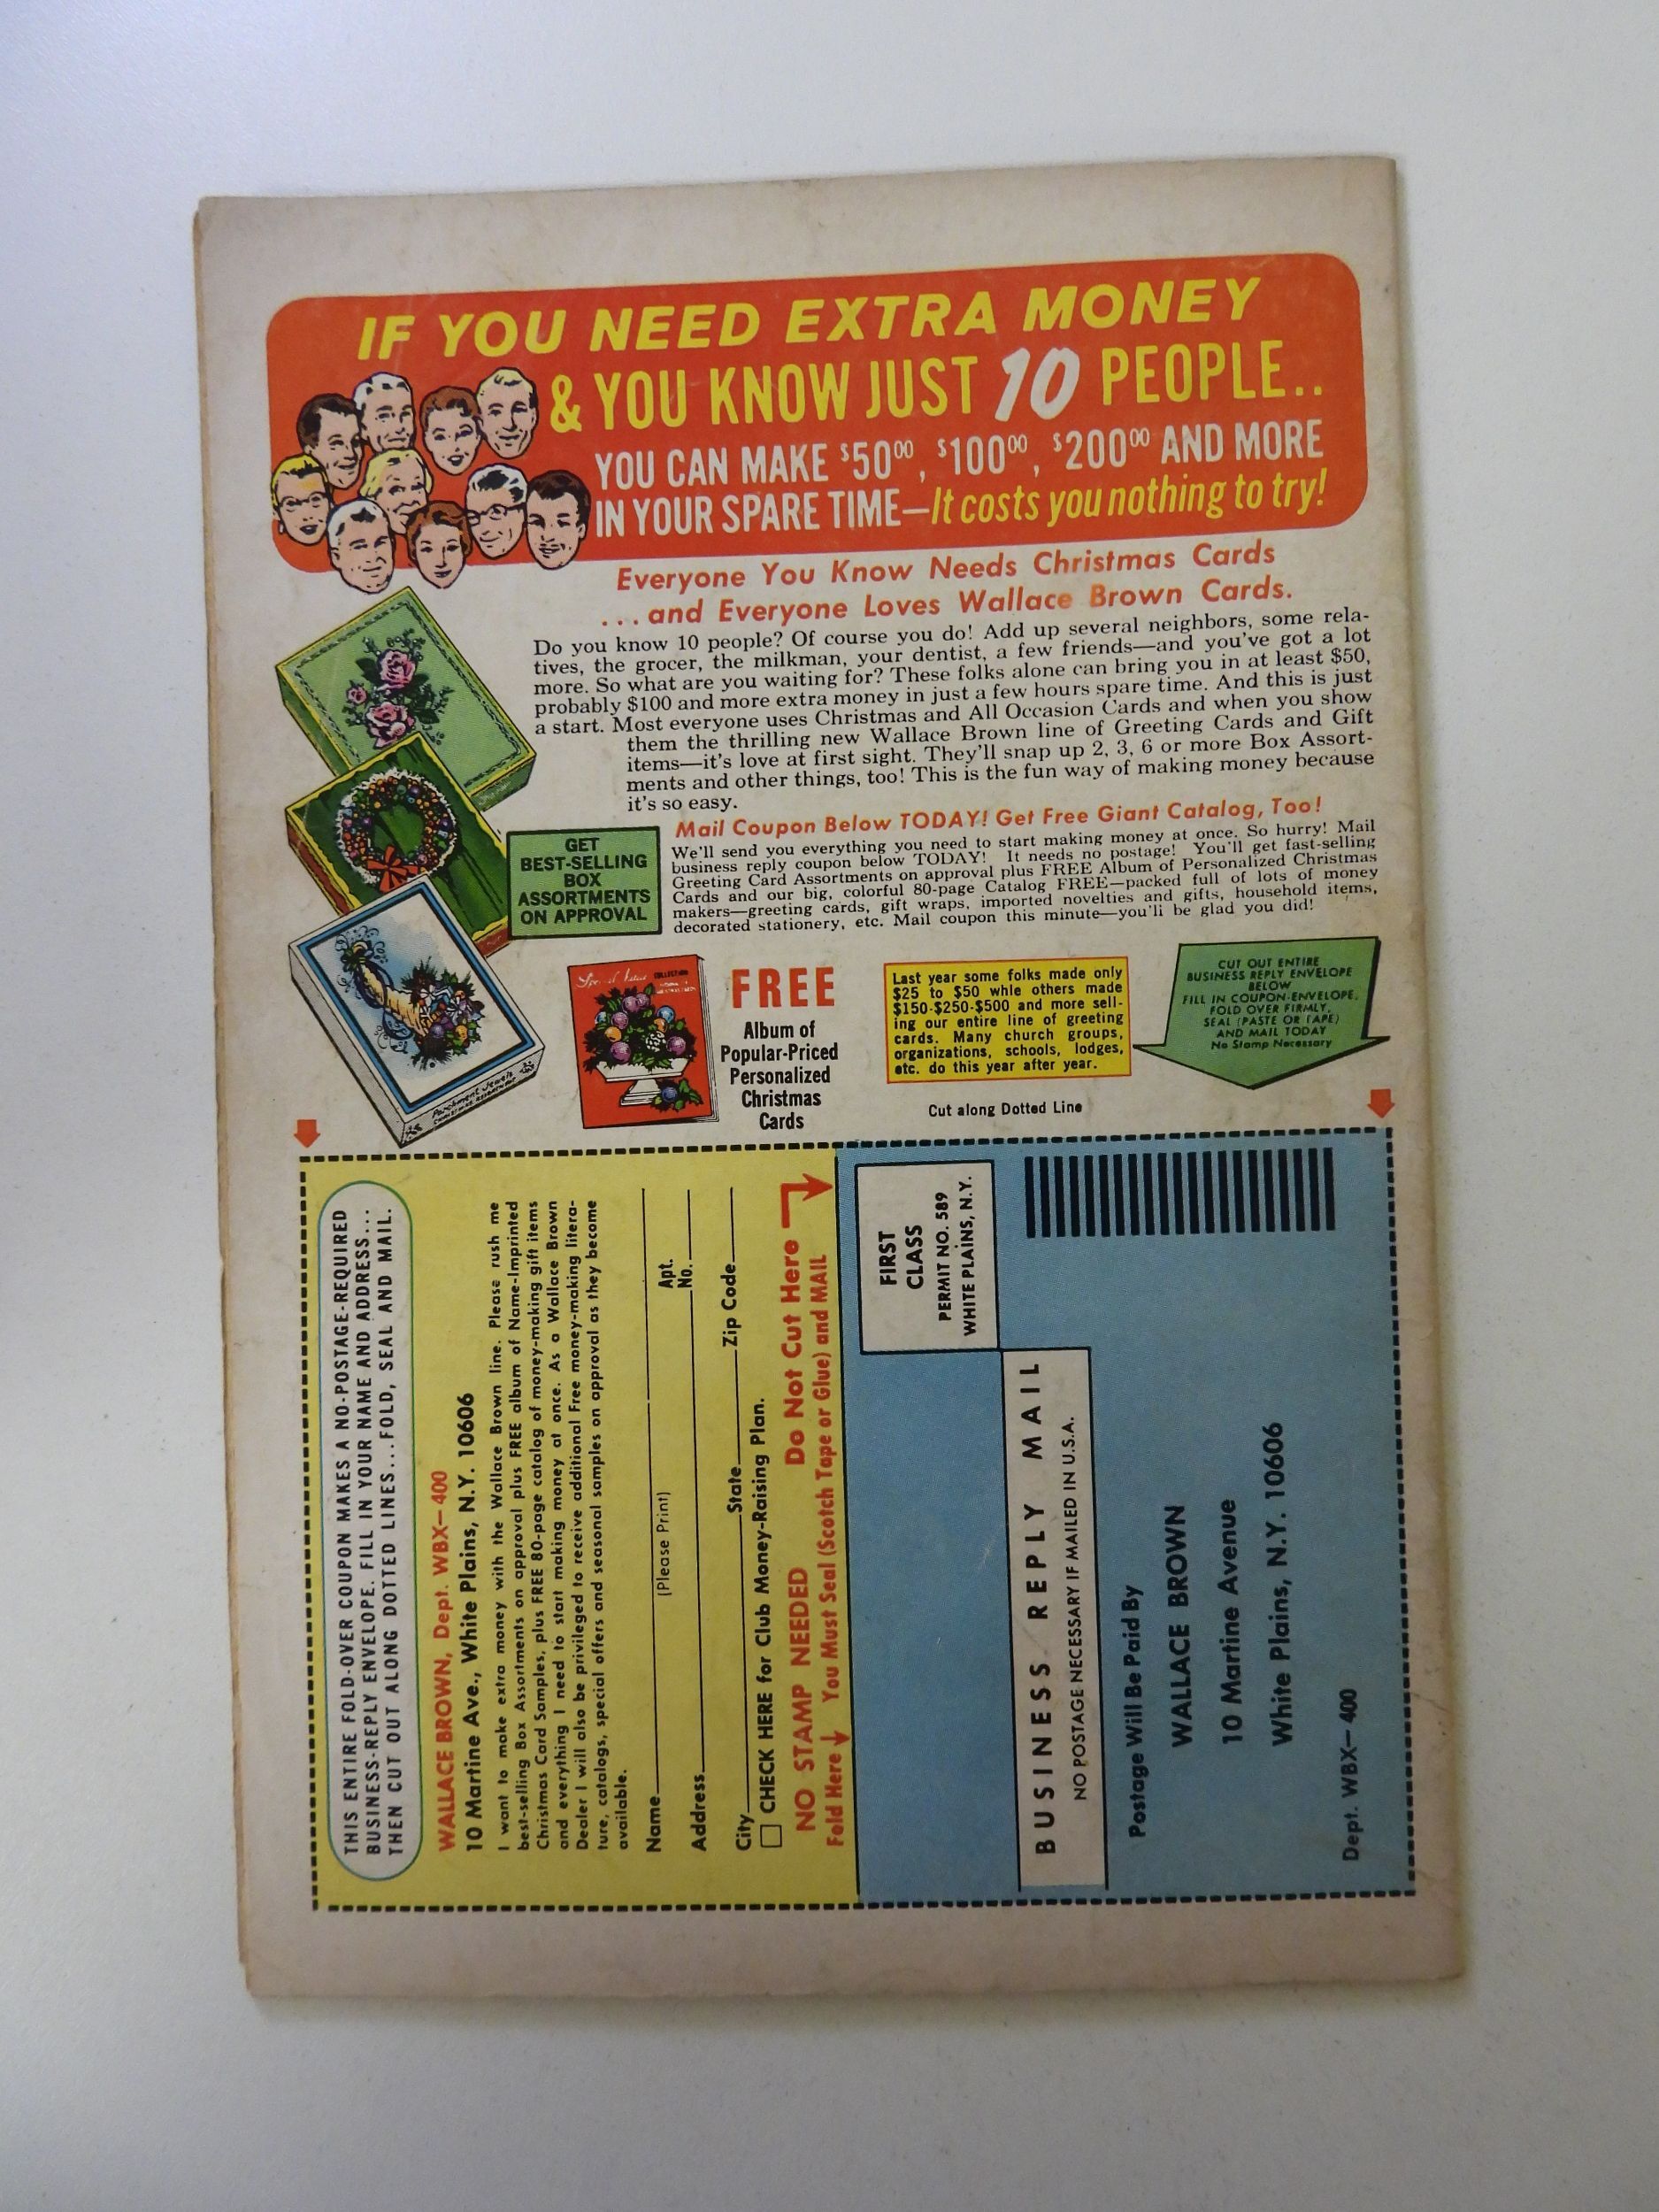 IF YOU NEED EXTRA MONEY
& YOU KNOW JUST 10 PEOPLE..
YOU CAN MAKE $50⁰⁰, $100⁰⁰, $200⁰⁰ AND MORE
IN YOUR SPARE TIME—It costs you nothing to try!
Everyone You Know Needs Christmas Cards
...and Everyone Loves Wallace Brown Cards.
Do you know 10 people? Of course you do! Add up several neighbors, some rela-
tives, the grocer, the milkman, your dentist, a few friends—and you've got a lot
more. So what are you waiting for? These folks alone can bring you in at least $50,
probably $100 and more extra money in just a few hours spare time. And this is just
a start. Most everyone uses Christmas and All Occasion Cards and when you show
them the thrilling new Wallace Brown line of Greeting Cards and Gift
items—it's love at first sight. They'll snap up 2, 3, 6 or more Box Assort-
ments and other things, too! This is the fun way of making money because
it's so easy.
GET
BEST-SELLING
BOX
ASSORTMENTS
ON APPROVAL
Mail Coupon Below TODAY! Get Free Giant Catalog, Too!
We'll send you everything you need to start making money at once. So hurry! Mail
business reply coupon below TODAY! It needs no postage! You'll get fast-selling
Greeting Card Assortments on approval plus FREE Album of Personalized Christmas
Cards and our big, colorful 80-page Catalog FREE—packed full of lots of money
makers—greeting cards, gift wraps, imported novelties and gifts, household items,
decorated stationery, etc. Mail coupon this minute—you'll be glad you did!
Parchment Jewels
CHRISTMAS ASSORTMENT
COLLECTION
FREE
Album of
Popular-Priced
Personalized
Christmas
Cards
Last year some folks made only
$25 to $50 whle others made
$150-$250-$500 and more sell-
ing our entire line of greeting
cards. Many church groups,
organizations, schools, lodges,
etc. do this year after year.
CUT OUT ENTIRE
BUSINESS REPLY ENVELOPE
BELOW
FILL IN COUPON-ENVELOPE,
FOLD OVER FIRMLY,
SEAL (PASTE OR TAPE)
AND MAIL TODAY
No Stamp Necessary
Cut along Dotted Line
THIS ENTIRE FOLD-OVER COUPON MAKES A NO-POSTAGE-REQUIRED
BUSINESS-REPLY ENVELOPE. FILL IN YOUR NAME AND ADDRESS...
THEN CUT OUT ALONG DOTTED LINES...FOLD, SEAL AND MAIL.
WALLACE BROWN, Dept. WBX—400
10 Martine Ave., White Plains, N.Y. 10606
I want to make extra money with the Wallace Brown line. Please rush me
best-selling Box Assortments on approval plus FREE album of Name-Imprinted
Christmas Card Samples, plus FREE 80-page catalog of money-making gift items
and everything I need to start making money at once. As a Wallace Brown
Dealer I will also be privileged to receive additional Free money-making litera-
ture, catalogs, special offers and seasonal samples on approval as they become
available.
Name
(Please Print)
Address Apt. No.
City State Zip Code
CHECK HERE for Club Money-Raising Plan.
NO STAMP NEEDED Do Not Cut Here
Fold Here You Must Seal (Scotch Tape or Glue) and MAIL
FIRST
CLASS
PERMIT NO. 589
WHITE PLAINS, N.Y.
BUSINESS REPLY MAIL
NO POSTAGE NECESSARY IF MAILED IN U.S.A.
Postage Will Be Paid By
WALLACE BROWN
10 Martine Avenue
White Plains, N.Y. 10606
Dept. WBX—400